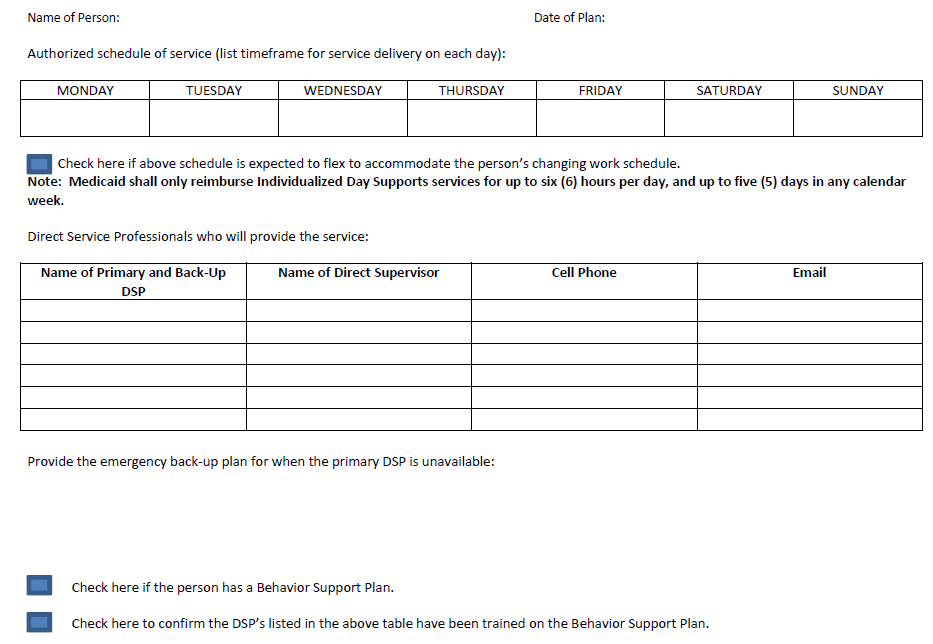 Name of Person: Date of Plan:
Authorized schedule of service (list timeframe for service delivery on each day):
MONDAY TUESDAY WEDNESDAY THURSDAY FRIDAY SATURDAY SUNDAY
Check here if above schedule is expected to flex to accommodate the person’s changing work schedule.
Note: Medicaid shall only reimburse Individualized Day Supports services for up to six (6) hours per day, and up to five (5) days in any calendar
week.
Direct Service Professionals who will provide the service:
Name of Primary and Back-Up Name of Direct Supervisor Cell Phone Email
DSP
Provide the emergency back-up plan for when the primary DSP is unavailable:
Check here if the person has a Behavior Support Plan.
Check here to confirm the DSP’s listed in the above table have been trained on the Behavior Support Plan.